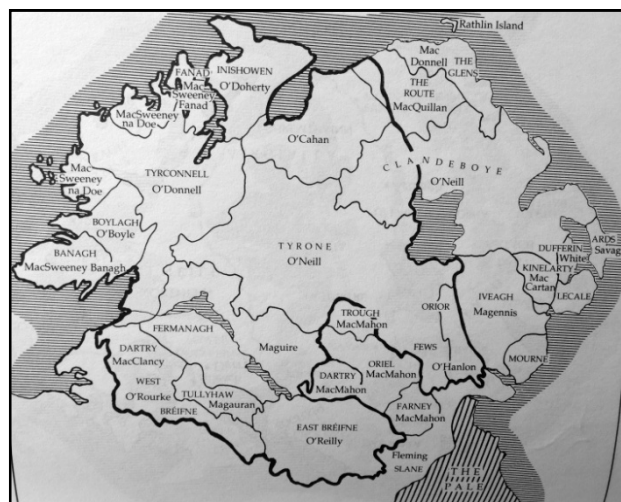 Rathlin Island
Mac
Donnell
THE
GLENS
THE
ROUTE
MacQuillan
INISHOWEN
O'Doherty
FANAD
Mac
Sweeney
Fanad
MacSweeney
na Doe
O'Cahan
CLANDEBOYE
O'Neill
TYRCONNELL
O'Donnell
Mac
Sweeney
na Doe
BOYLAGH
O'Boyle
BANAGH
MacSweeney Banagh
TYRONE
O'Neill
ARDS
Savag
DUFFERIN
White
KINELARTY
Mac
Cartan
LECALE
IVEAGH
Magennis
MOURNE
ORIOR
TROUGH
MacMahon
FERMANAGH
Maguire
FEWS
O'Hanlon
ORIEL
MacMahon
DARTRY
MacMahon
FARNEY
MacMahon
DARTRY
MacClancy
WEST
O'Rourke
BRÉIFNE
TULLYHAW
Magauran
EAST BRÉIFNE
O'Reilly
Fleming
SLANE
THE
PALE